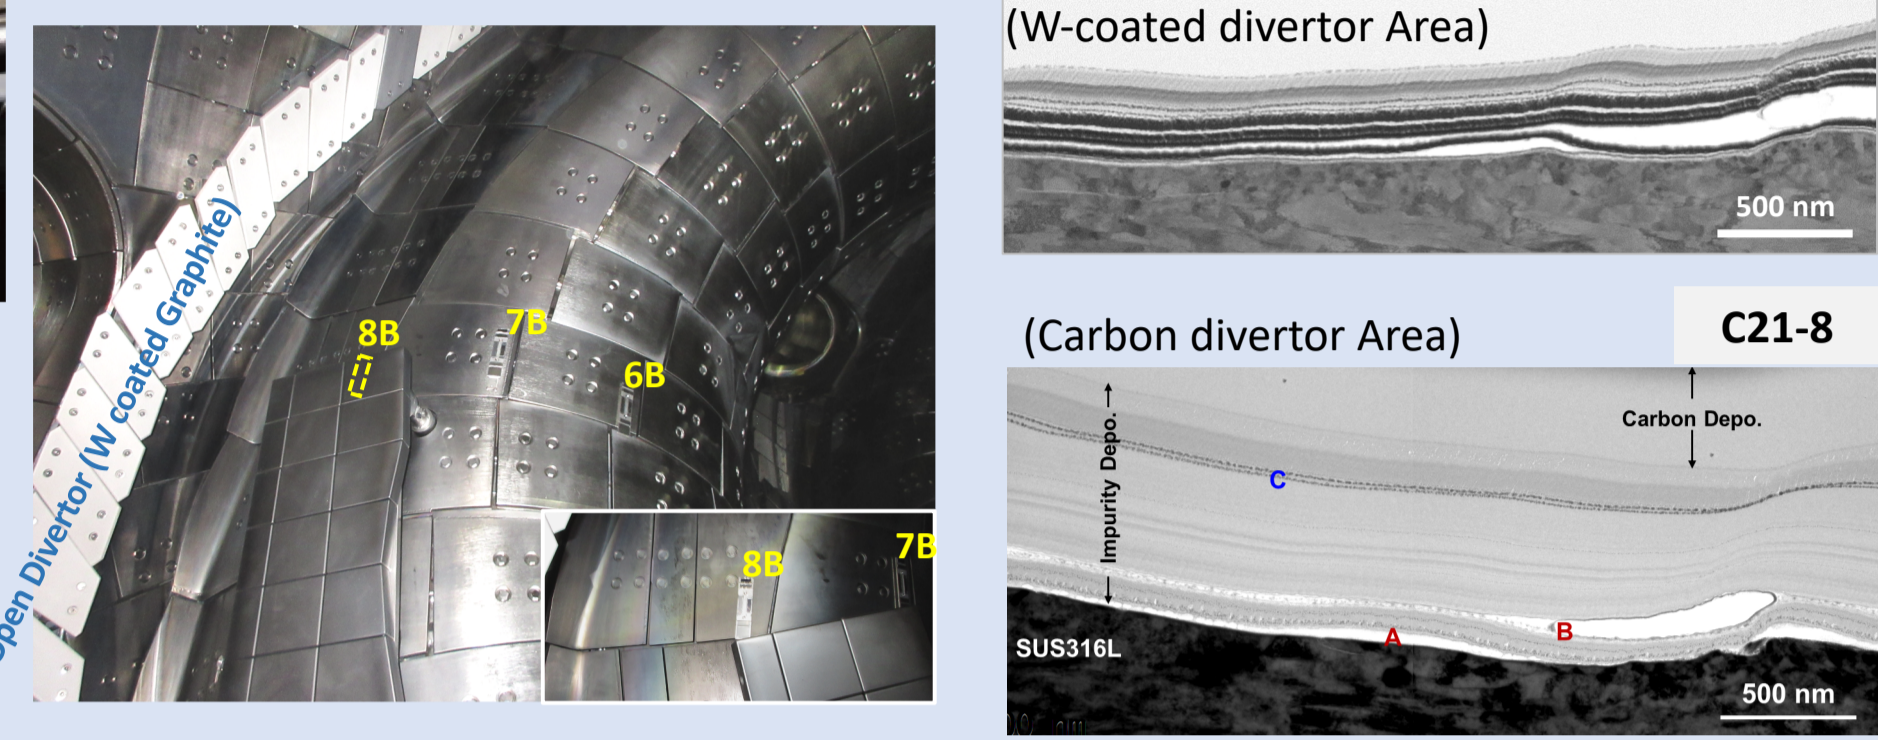 8B
7B
6B
Open Divertor (W coated Graphite)
8B
7B
(W-coated divertor Area)
500 nm
(Carbon divertor Area)
C21-8
Impurity Depo.
Carbon Depo.
C
A
B
SUS316L
500 nm